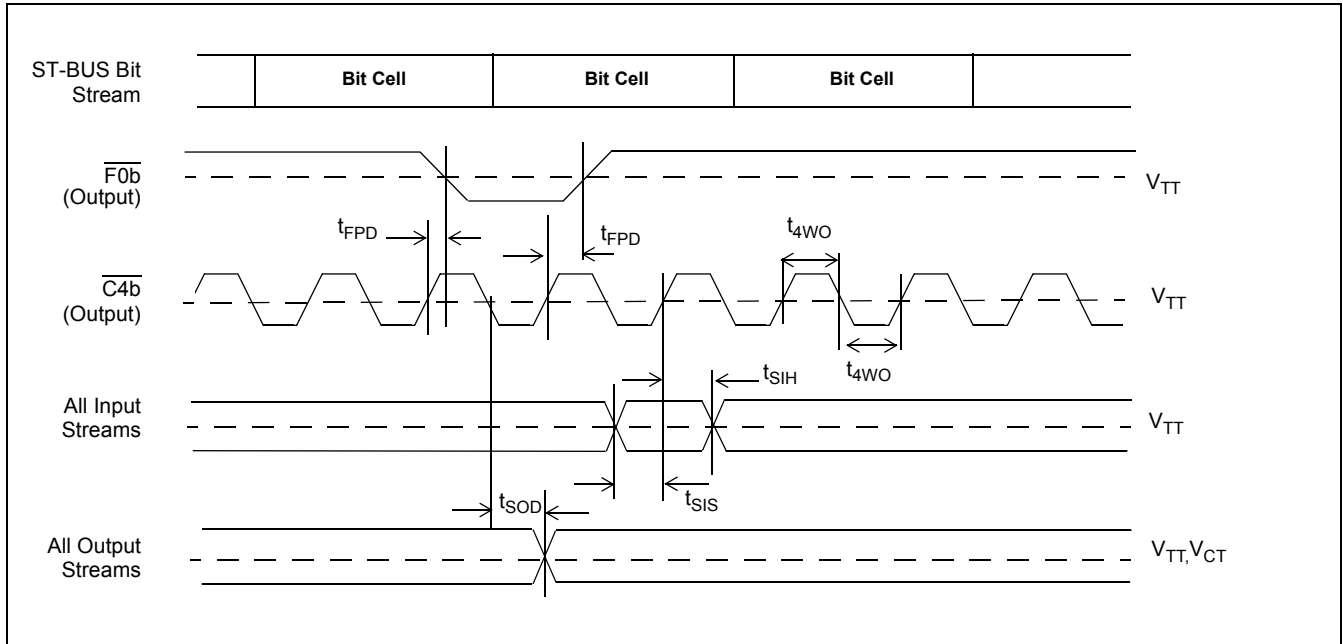 ST-BUS Bit
Stream
Bit Cell
Bit Cell
Bit Cell
F0b
(Output)
VTT
tFPD
tFPD
t4WO
C4b
(Output)
VTT
t4WO
tSIH
All Input
Streams
VTT
tSOD
tSIS
All Output
Streams
VTT,VCT